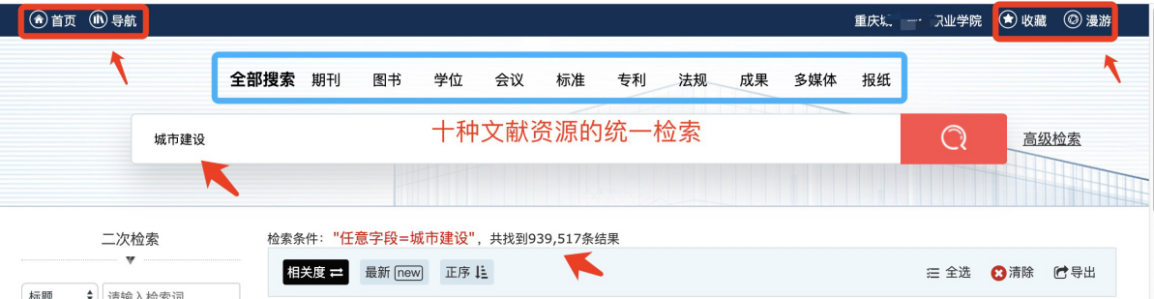 首页 导航 重庆 业学院 收藏 漫游
全部搜索 期刊 图书 学位 会议 标准 专利 法规 成果 多媒体 报纸
城市建设 十种文献资源的统一检索 高级检索
二次检索 检索条件："任意字段=城市建设"，共找到939,517条结果
相关度 最新 new 正序 全选 清除 导出
标题 请输入检索词